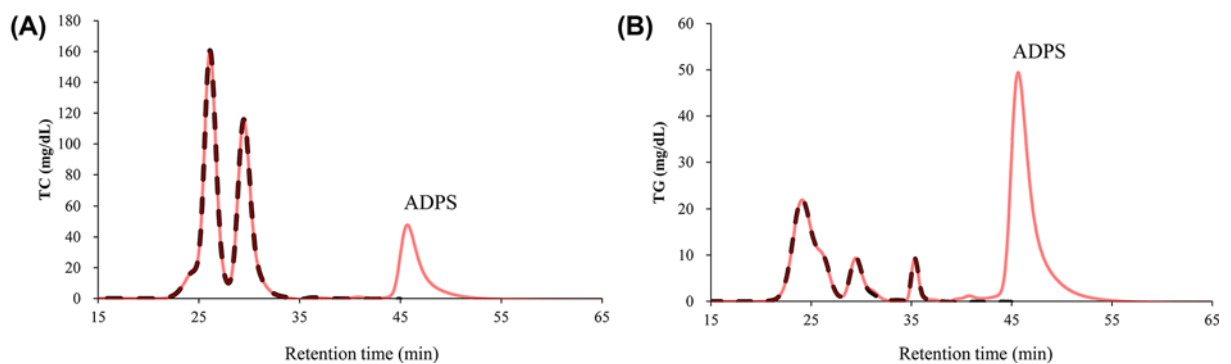 (A)
TC (mg/dL)
180
160
140
120
100
80
60
40
20
0
ADPS
15 25 35 45 55 65
Retention time (min)
(B)
TG (mg/dL)
60
50
40
30
20
10
0
ADPS
15 25 35 45 55 65
Retention time (min)